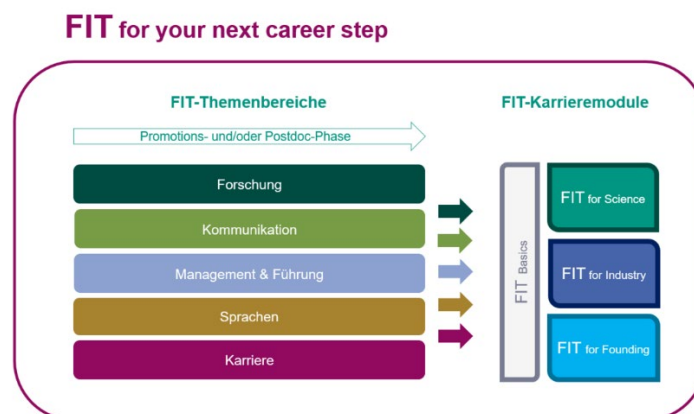 FIT for your next career step
FIT-Themenbereiche
Promotions- und/oder Postdoc-Phase
Forschung
Kommunikation
Management & Führung
Sprachen
Karriere
FIT-Karrieremodule
FIT Basics
FIT for Science
FIT for Industry
FIT for Founding